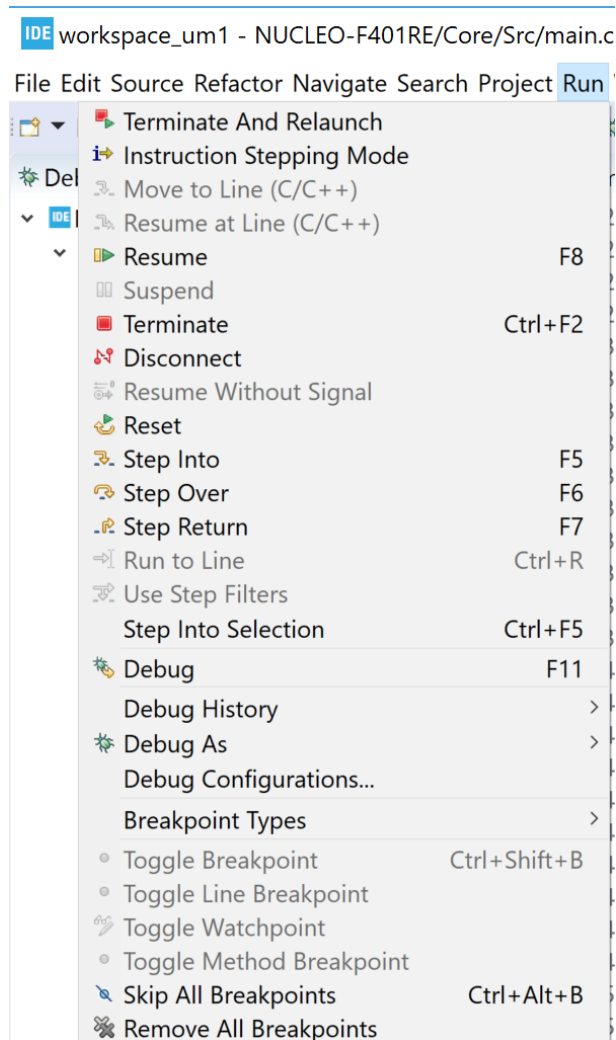 IDE workspace_um1 - NUCLEO-F401RE/Core/Src/main.c
File Edit Source Refactor Navigate Search Project Run
Terminate And Relaunch
Instruction Stepping Mode
Move to Line (C/C++)
Resume at Line (C/C++)
Resume F8
Suspend
Terminate Ctrl+F2
Disconnect
Resume Without Signal
Reset
Step Into F5
Step Over F6
Step Return F7
Run to Line Ctrl+R
Use Step Filters
Step Into Selection Ctrl+F5
Debug F11
Debug History
Debug As
Debug Configurations...
Breakpoint Types
Toggle Breakpoint Ctrl+Shift+B
Toggle Line Breakpoint
Toggle Watchpoint
Toggle Method Breakpoint
Skip All Breakpoints Ctrl+Alt+B
Remove All Breakpoints